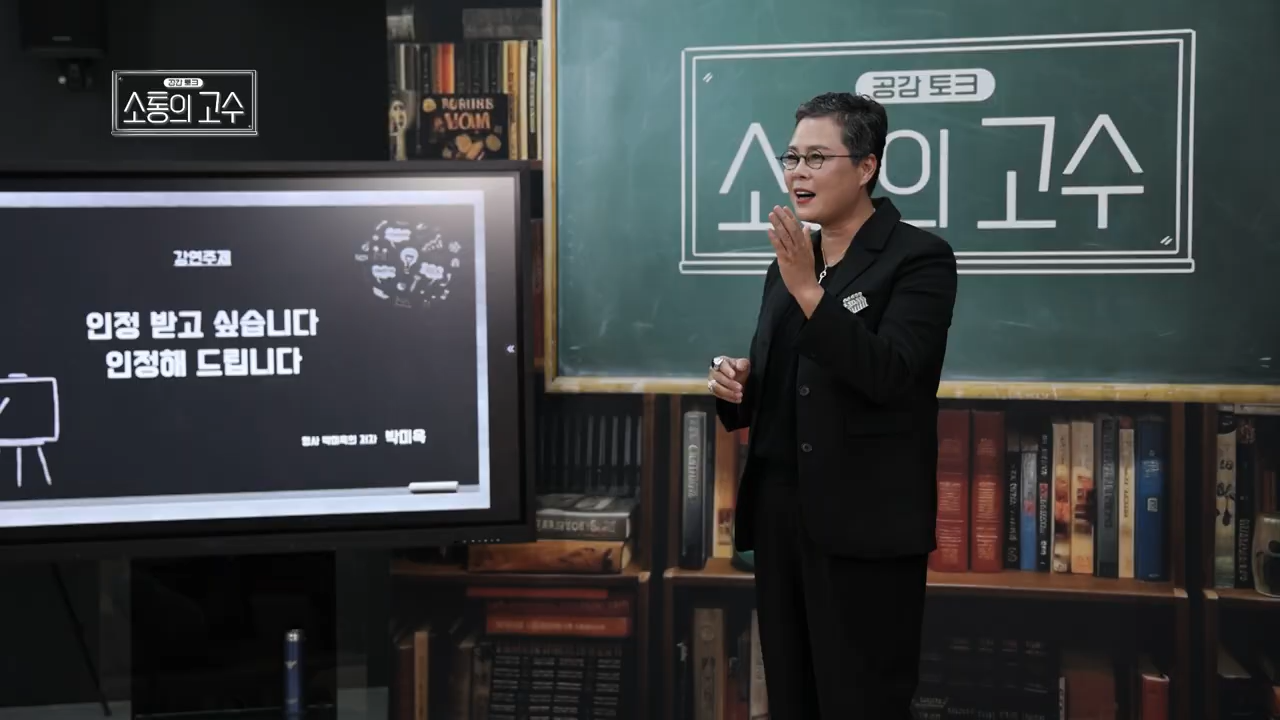 공감 토크
소통의 고수
공감 토크
소 의 고수
강연주제
인정 받고 싶습니다
인정해 드립니다
박미옥